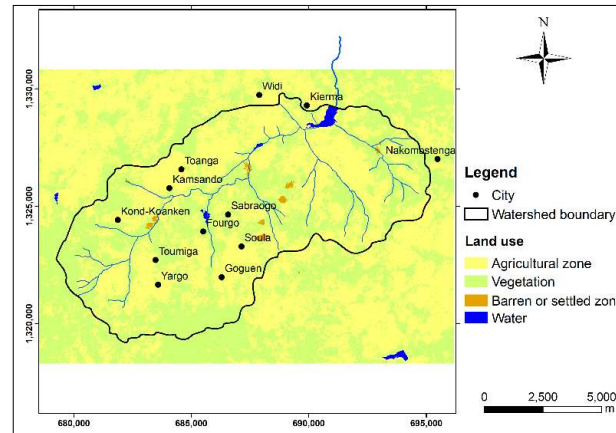 N
1,330,000
1,325,000
1,320,000
Widi
Kierma
Nakomastenga
Toanga
Kamsando
Kond-Koanken
Sabraogo
Fourgo
Soula
Toumiga
Goguen
Yargo
680,000 685,000 690,000 695,000
Legend
City
Watershed boundary
Land use
Agricultural zone
Vegetation
Barren or settled zon
Water
0 2,500 5,000
m